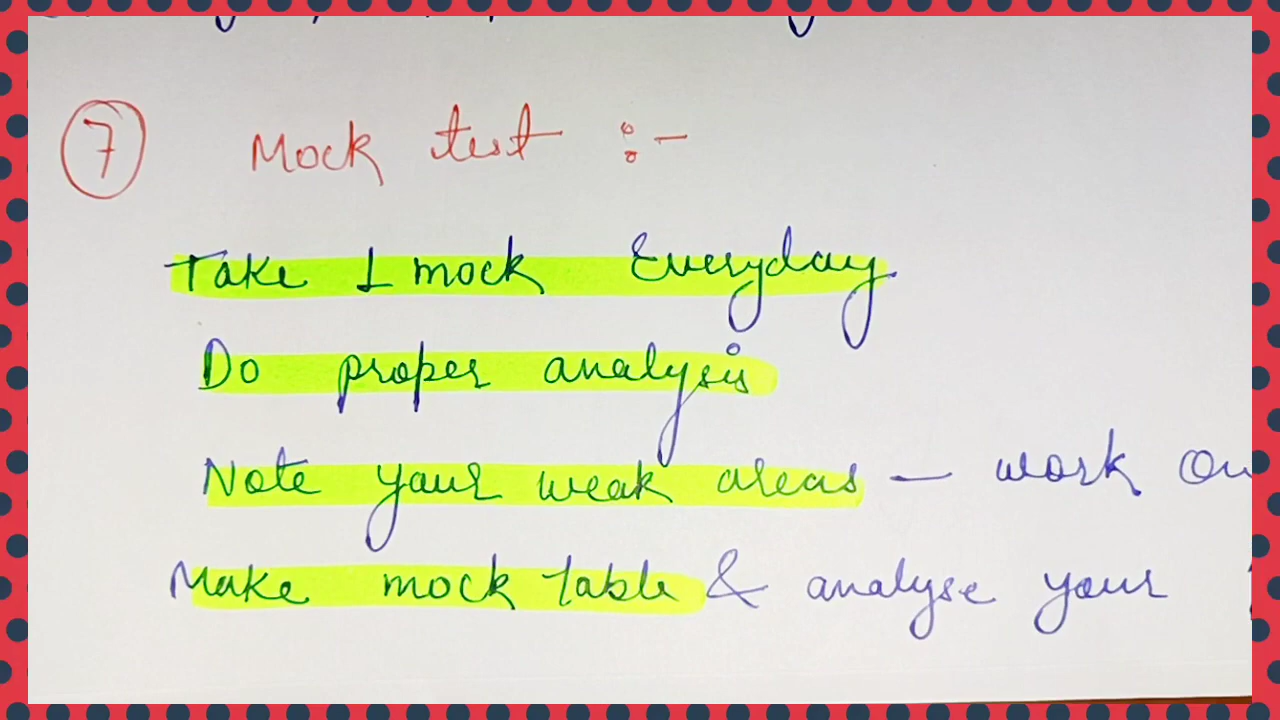 7 Mock test :-
Take 1 mock Everyday
Do proper analysis
Note your weak areas — work on
Make mock table & analyse your